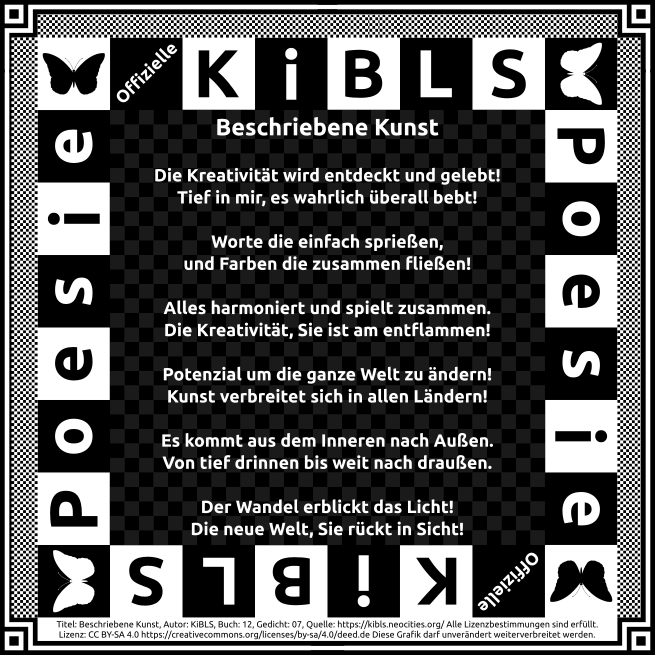 Offizielle
KiBLS
Poesie
Poesie
Beschriebene Kunst
Die Kreativität wird entdeckt und gelebt!
Tief in mir, es wahrlich überall bebt!
Worte die einfach sprießen,
und Farben die zusammen fließen!
Alles harmoniert und spielt zusammen.
Die Kreativität, Sie ist am entflammen!
Potenzial um die ganze Welt zu ändern!
Kunst verbreitet sich in allen Ländern!
Es kommt aus dem Inneren nach Außen.
Von tief drinnen bis weit nach draußen.
Der Wandel erblickt das Licht!
Die neue Welt, Sie rückt in Sicht!
Offizielle
KiBLS
Titel: Beschriebene Kunst, Autor: KiBLS, Buch: 12, Gedicht: 07, Quelle: https://kibls.neocities.org/ Alle Lizenzbestimmungen sind erfüllt.
Lizenz: CC BY-SA 4.0 https://creativecommons.org/licenses/by-sa/4.0/deed.de Diese Grafik darf unverändert weiterverbreitet werden.